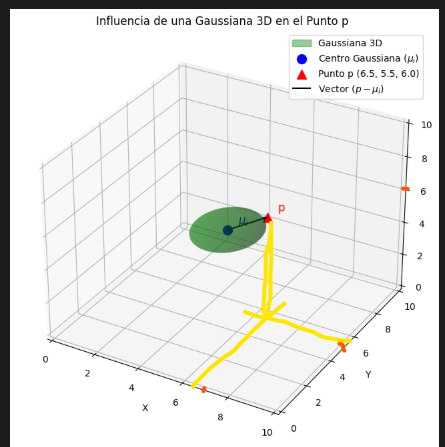 Influencia de una Gaussiana 3D en el Punto p
Gaussiana 3D
Centro Gaussiana (μᵢ)
Punto p (6.5, 5.5, 6.0)
Vector (p − μᵢ)
p
μᵢ
10
8
6
4
2
0
10
8
6
4
2
0
Y
0
2
4
6
8
10
X